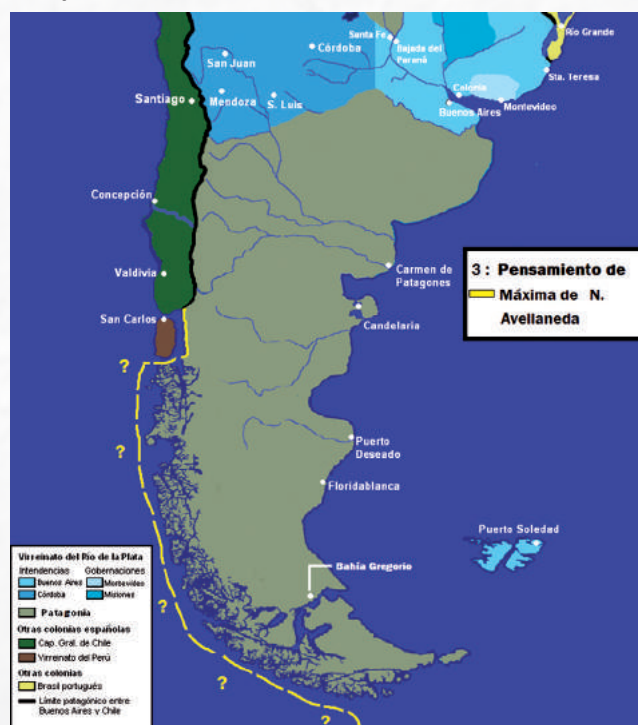 Santa Fe
Bajada del
Paraná
Río Grande
San Juan
Córdoba
Sta. Teresa
Santiago
Mendoza
S. Luis
Colonia
Buenos Aires
Montevideo
Concepción
Valdivia
Carmen de
Patagones
San Carlos
Candelaria
3 : Pensamiento de
Máxima de N.
Avellaneda
?
?
Puerto
Deseado
Floridablanca
Puerto Soledad
?
Bahía Gregorio
?
?
?
Virreinato del Río de la Plata
Intendencias
Gobernaciones
Buenos Aires
Montevideo
Córdoba
Misiones
Patagonia
Otras colonias españolas
Cap. Gral. de Chile
Virreinato del Perú
Otras colonias
Brasil portugués
Límite patagónico entre
Buenos Aires y Chile